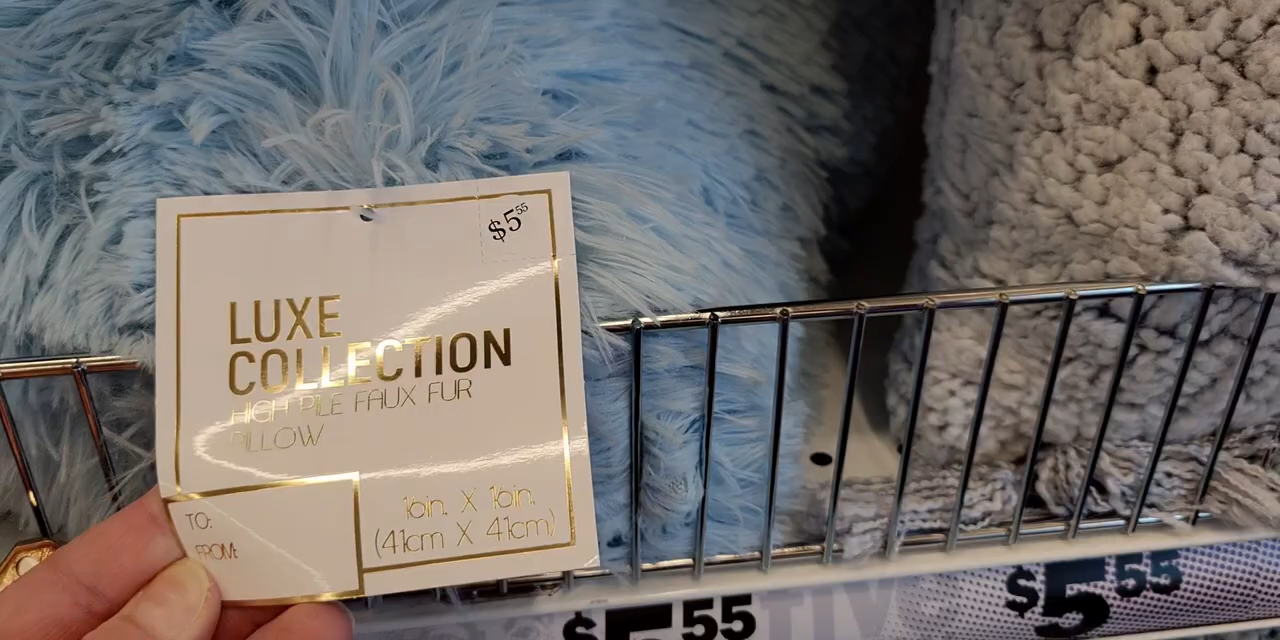 $5.55
LUXE
COLLECTION
HIGH PILE FAUX FUR
PILLOW
16in. X 16in.
(41cm X 41cm)
TO:
FROM:
$5.55
$5.55